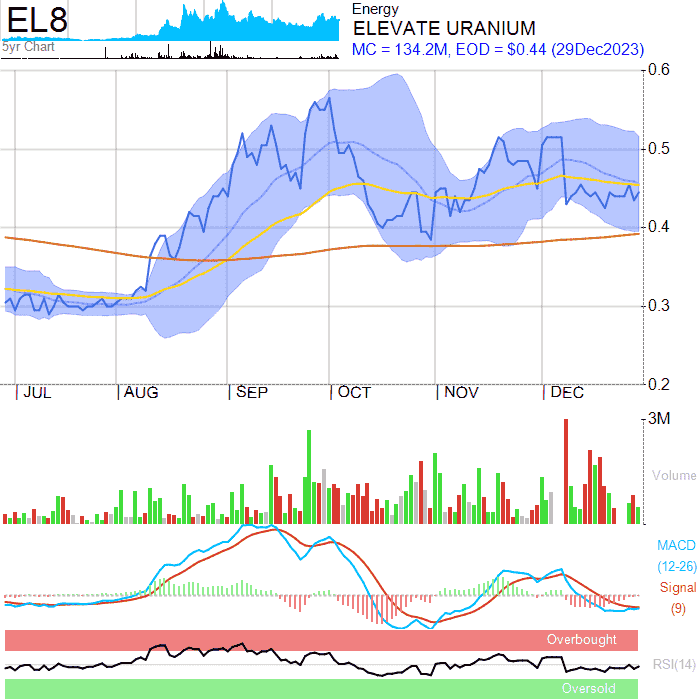 EL8
5yr Chart
Energy
ELEVATE URANIUM
MC = 134.2M, EOD = $0.44 (29Dec2023)
0.6
0.5
0.4
0.3
0.2
JUL AUG SEP OCT NOV DEC
3M
Volume
MACD
(12-26)
Signal
(9)
Overbought
RSI(14)
Oversold